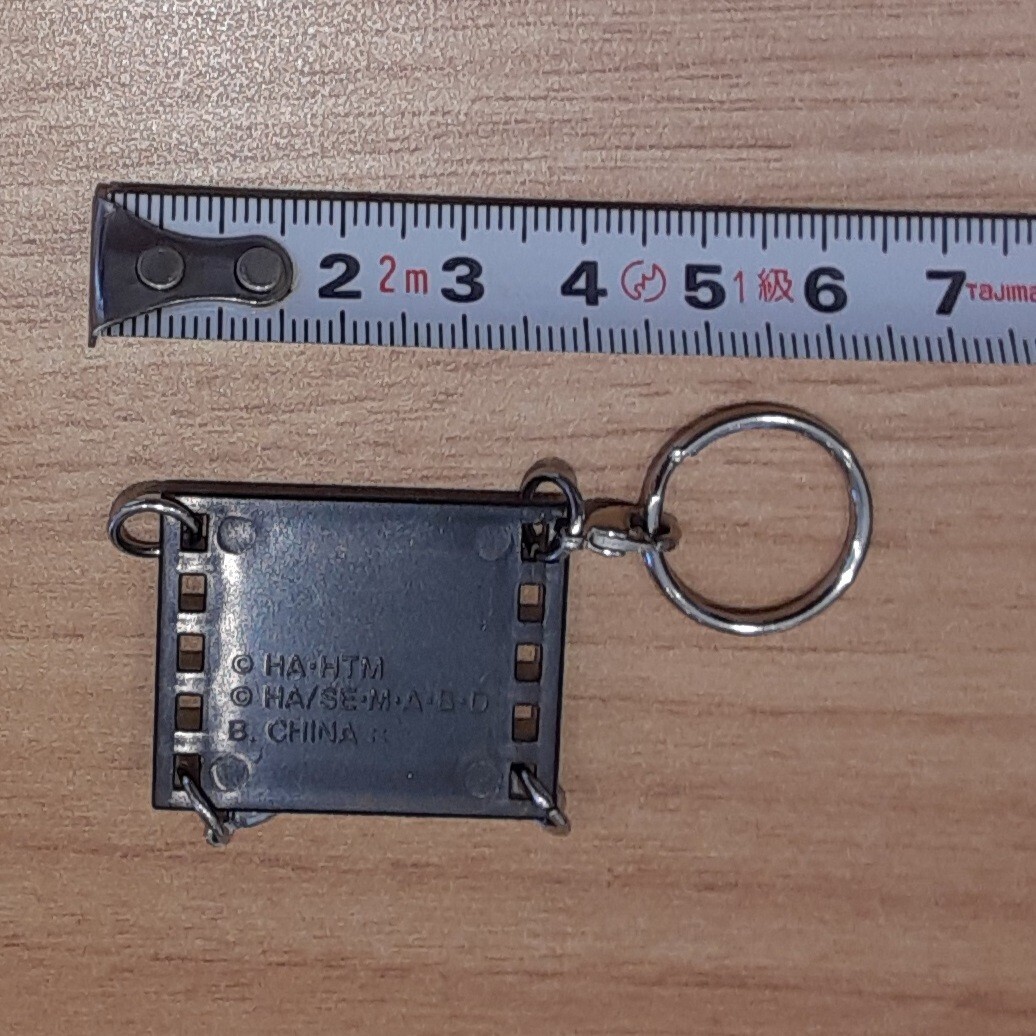 2 2m 3 4 5 1級 6 7 Tajima
© HA·HTM
© HA/SE·M·A·B·D
B. CHINA